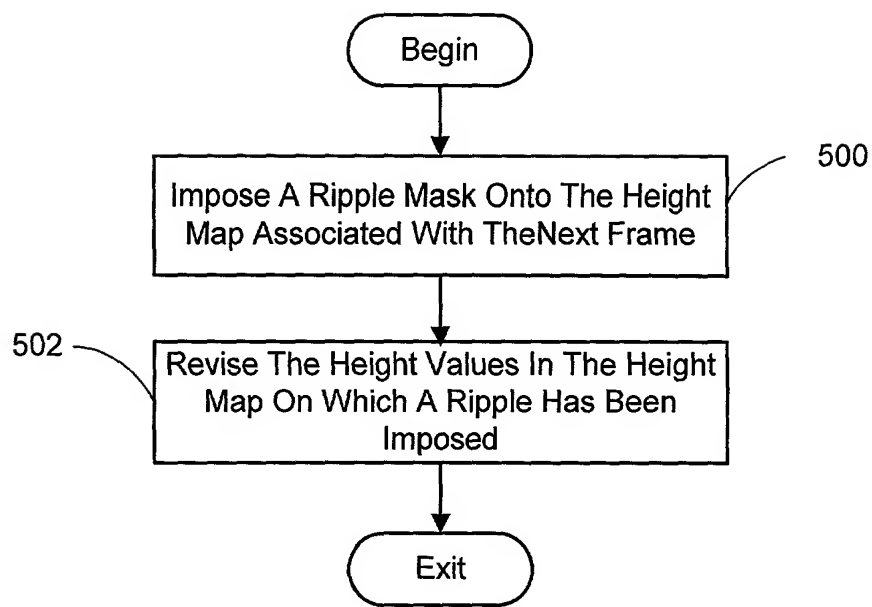 Begin
500
Impose A Ripple Mask Onto The Height
Map Associated With TheNext Frame
502
Revise The Height Values In The Height
Map On Which A Ripple Has Been
Imposed
Exit